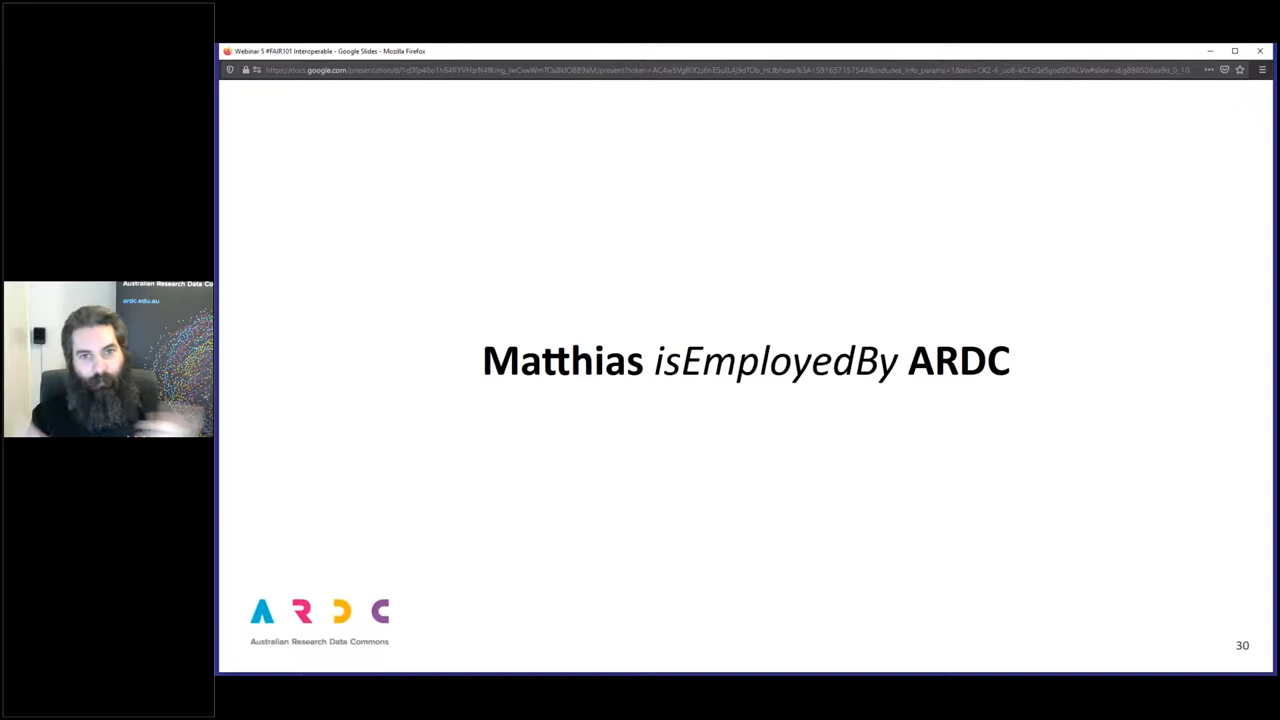 Webinar 5 #FAIR101 Interoperable - Google Slides - Mozilla Firefox
Australian Research Data Co
ardc.edu.au
Matthias isEmployedBy ARDC
ARDC
Australian Research Data Commons
30